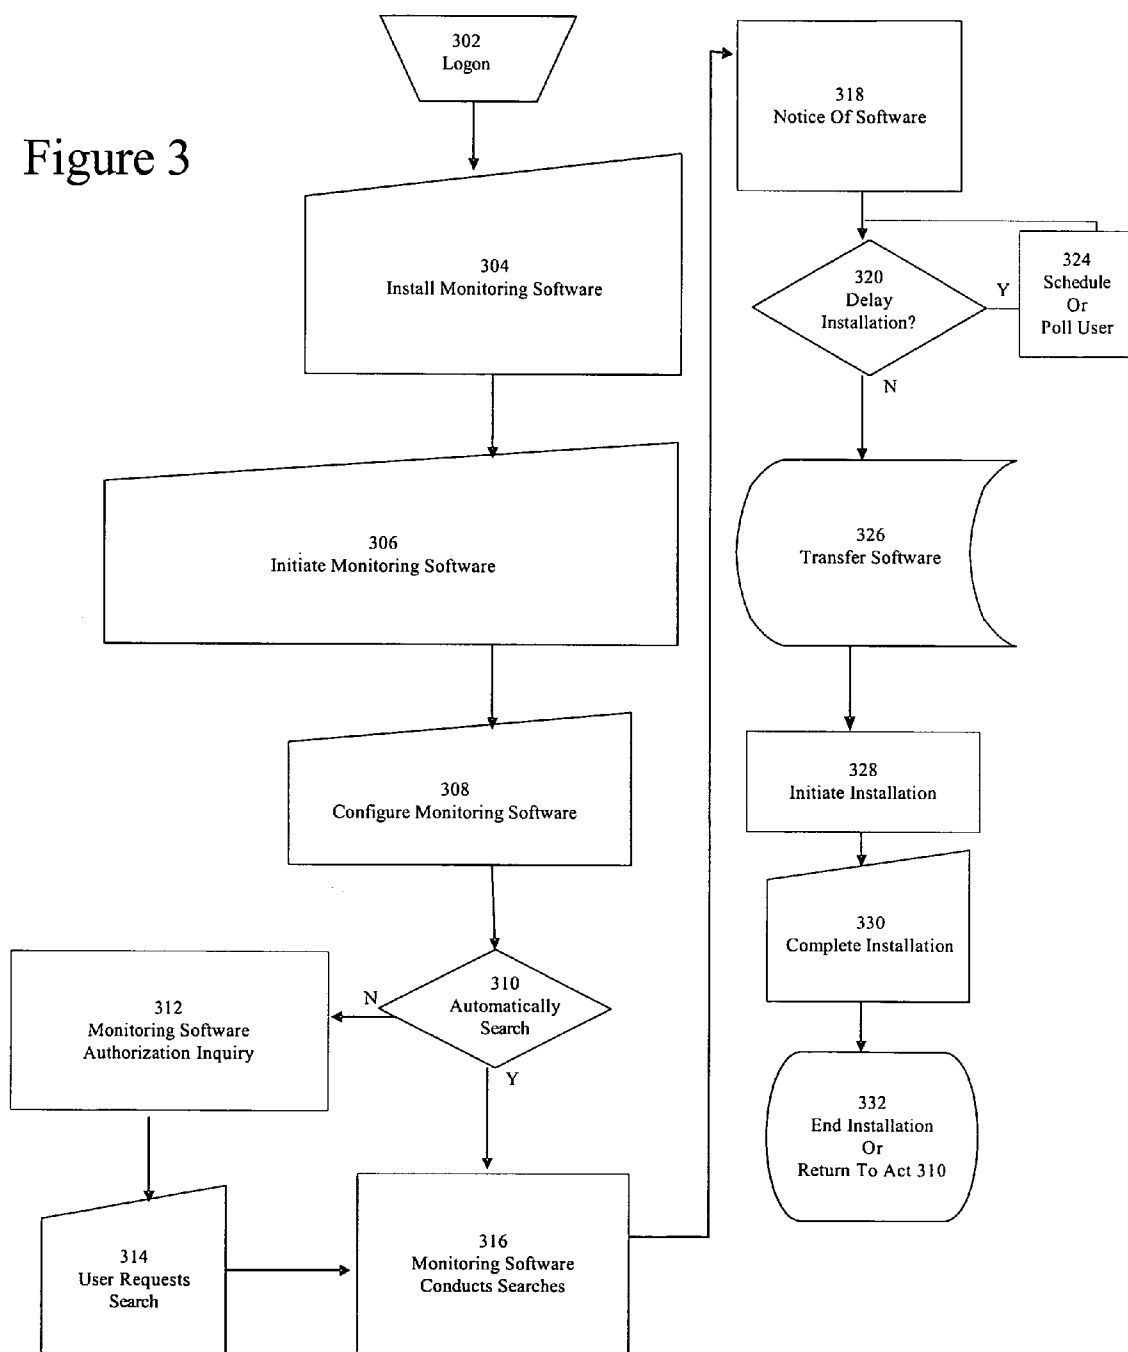 Figure 3
302
Logon
304
Install Monitoring Software
306
Initiate Monitoring Software
308
Configure Monitoring Software
310
Automatically
Search
N
Y
312
Monitoring Software
Authorization Inquiry
314
User Requests
Search
316
Monitoring Software
Conducts Searches
318
Notice Of Software
320
Delay
Installation?
Y
N
324
Schedule
Or
Poll User
326
Transfer Software
328
Initiate Installation
330
Complete Installation
332
End Installation
Or
Return To Act 310